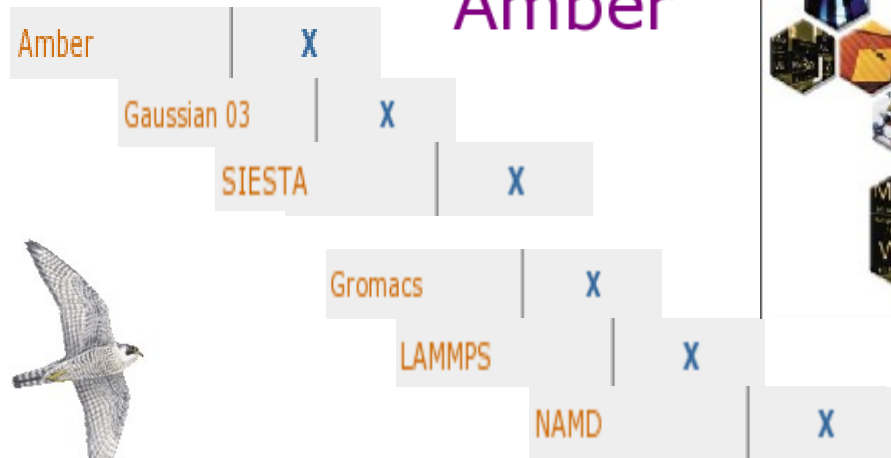 Amber
Amber X
Gaussian 03 X
SIESTA X
Gromacs X
LAMMPS X
NAMD X